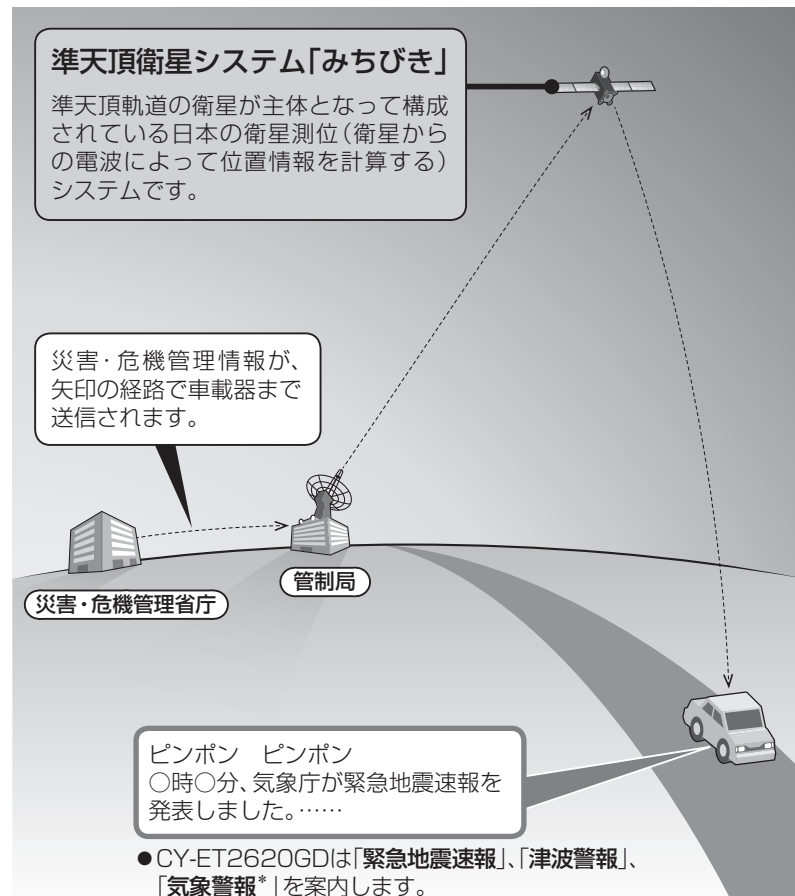 準天頂衛星システム「みちびき」
準天頂軌道の衛星が主体となって構成
されている日本の衛星測位(衛星から
の電波によって位置情報を計算する)
システムです。
災害・危機管理情報が、
矢印の経路で車載器まで
送信されます。
管制局
災害・危機管理省庁
ピンポン　ピンポン
○時○分、気象庁が緊急地震速報を
発表しました。……
●CY-ET2620GDは「緊急地震速報」、「津波警報」、
「気象警報*」を案内します。